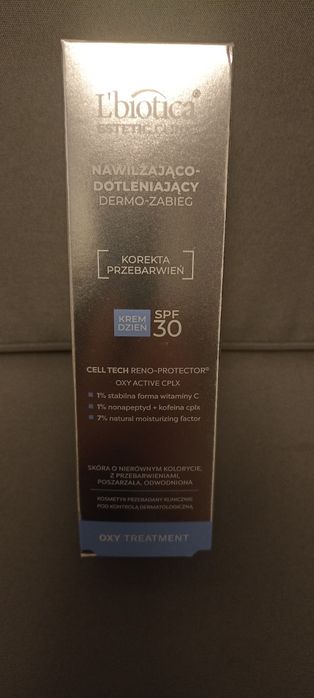 L'biotica®
ESTETIC CLINIC
NAWILŻAJĄCO-
DOTLENIAJĄCY
DERMO-ZABIEG
KOREKTA
PRZEBARWIEŃ
KREM
DZIEŃ
SPF
30
CELL TECH RENO-PROTECTOR®
OXY ACTIVE CPLX
1% stabilna forma witaminy C
1% nonapeptyd + kofeina cplx
7% natural moisturizing factor
SKÓRA O NIERÓWNYM KOLORYCIE,
Z PRZEBARWIENIAMI,
POSZARZAŁA, ODWODNIONA
KOSMETYK PRZEBADANY KLINICZNIE
POD KONTROLĄ DERMATOLOGICZNĄ
OXY TREATMENT